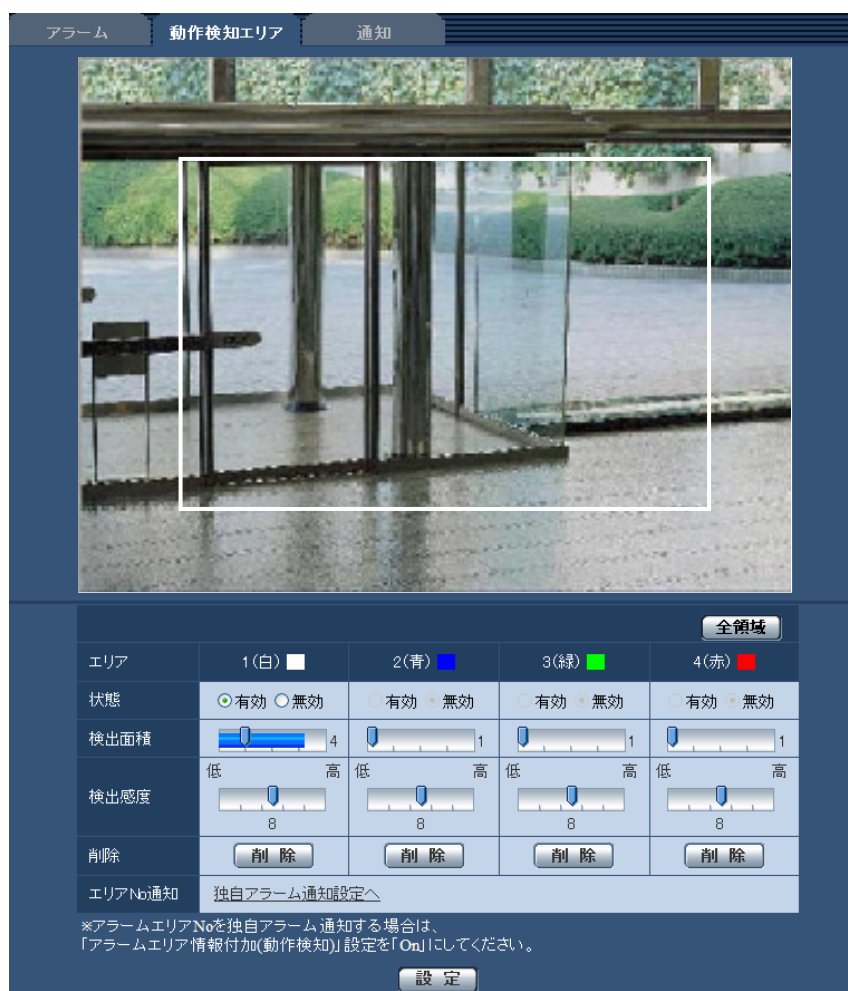 アラーム 動作検知エリア 通知
全領域
エリア 1(白) 2(青) 3(緑) 4(赤)
状態 有効 無効 有効 無効 有効 無効 有効 無効
検出面積 4 1 1 1
低 高 低 高 低 高 低 高
検出感度
8 8 8 8
削除 削除 削除 削除 削除
エリアNo通知 独自アラーム通知設定へ
※アラームエリアNoを独自アラーム通知する場合は、
「アラームエリア情報付加(動作検知)」設定を「On」にしてください。
設定